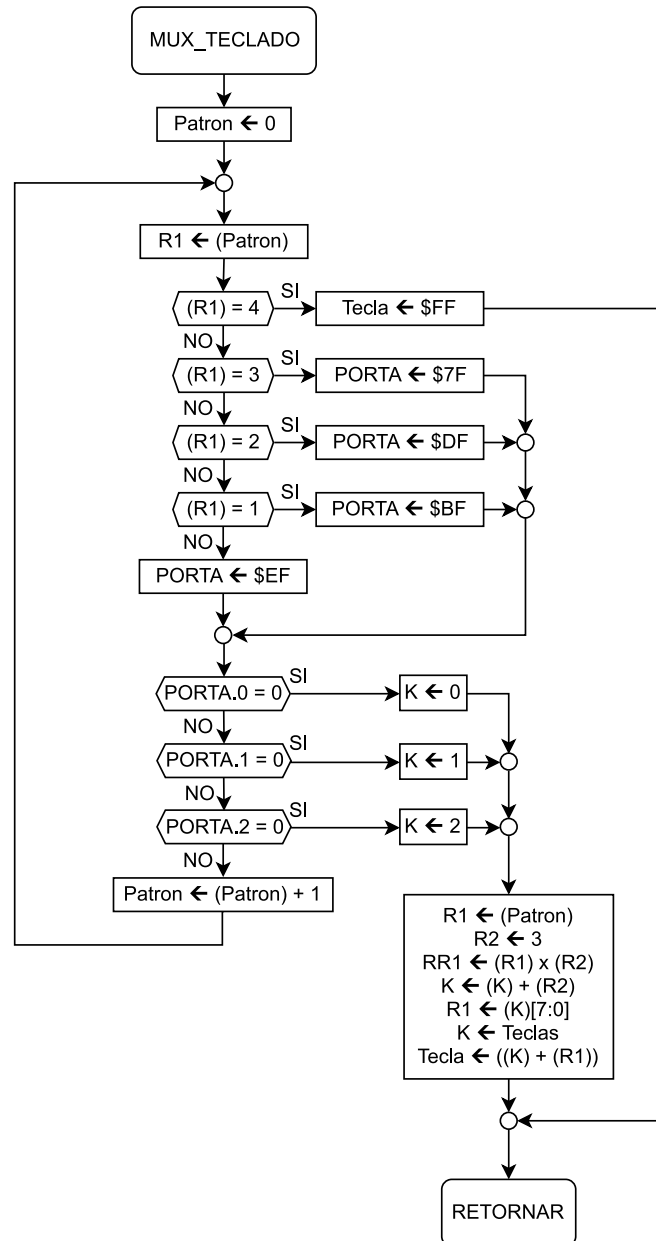 MUX_TECLADO
Patron ← 0
R1 ← (Patron)
(R1) = 4
SI
Tecla ← $FF
NO
(R1) = 3
SI
PORTA ← $7F
NO
(R1) = 2
SI
PORTA ← $DF
NO
(R1) = 1
SI
PORTA ← $BF
NO
PORTA ← $EF
PORTA.0 = 0
SI
K ← 0
NO
PORTA.1 = 0
SI
K ← 1
NO
PORTA.2 = 0
SI
K ← 2
NO
Patron ← (Patron) + 1
R1 ← (Patron)
R2 ← 3
RR1 ← (R1) x (R2)
K ← (K) + (R2)
R1 ← (K)[7:0]
K ← Teclas
Tecla ← ((K) + (R1))
RETORNAR